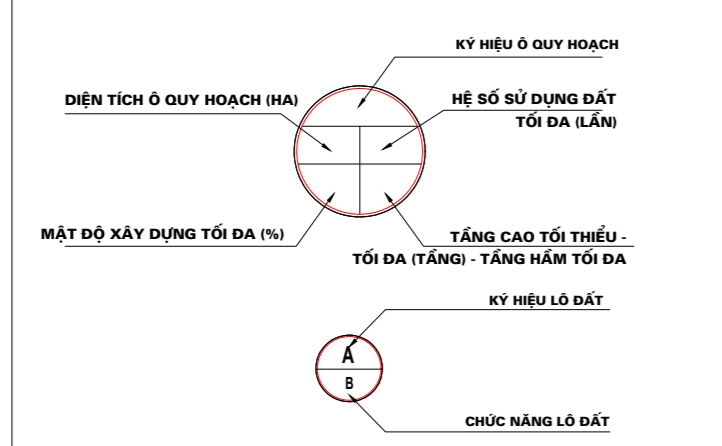 KÝ HIỆU Ô QUY HOẠCH
DIỆN TÍCH Ô QUY HOẠCH (HA)
HỆ SỐ SỬ DỤNG ĐẤT
TỐI ĐA (LẦN)
MẬT ĐỘ XÂY DỰNG TỐI ĐA (%)
TẦNG CAO TỐI THIỂU -
TỐI ĐA (TẦNG) - TẦNG HẦM TỐI ĐA
KÝ HIỆU LÔ ĐẤT
A
B
CHỨC NĂNG LÔ ĐẤT